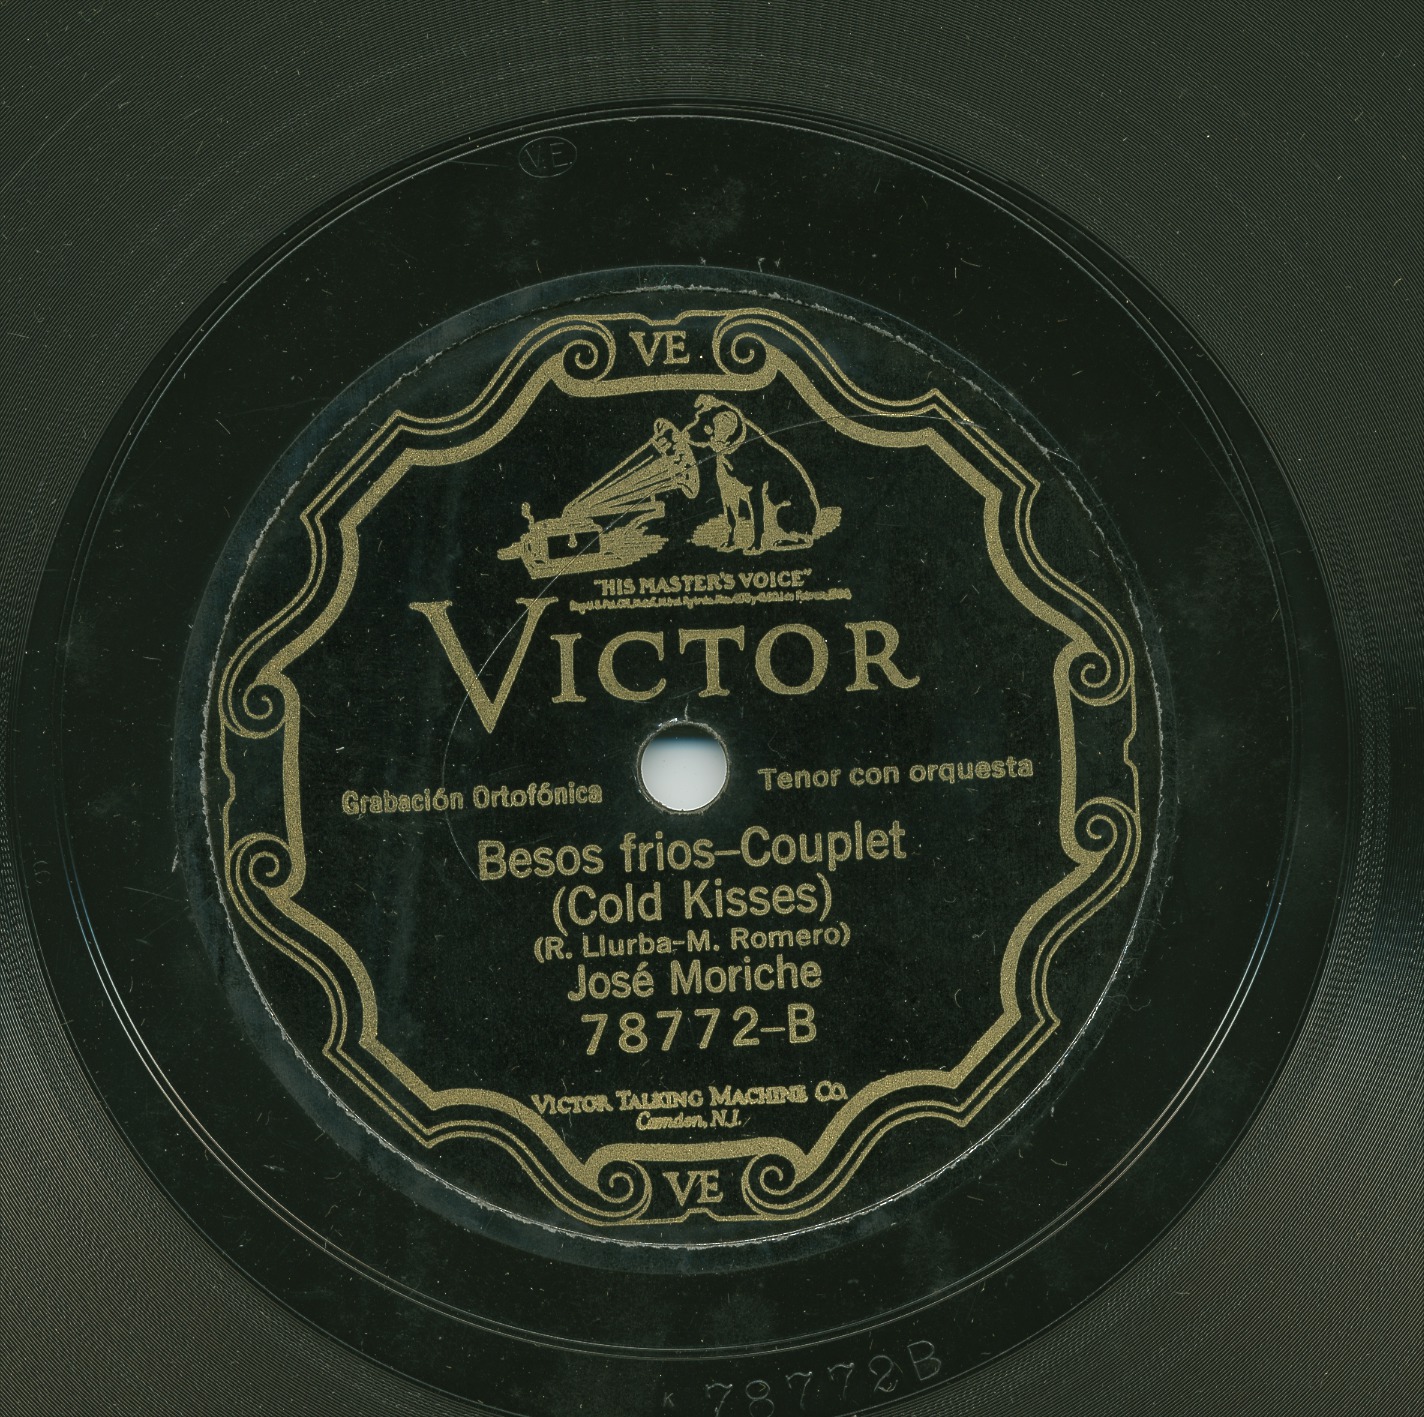 V.E.
VE
"HIS MASTER'S VOICE"
VICTOR
Grabación Ortofónica
Tenor con orquesta
Besos frios–Couplet
(Cold Kisses)
(R. Llurba-M. Romero)
José Moriche
78772–B
VICTOR TALKING MACHINE CO.
Camden, N.J.
VE
K 78772B